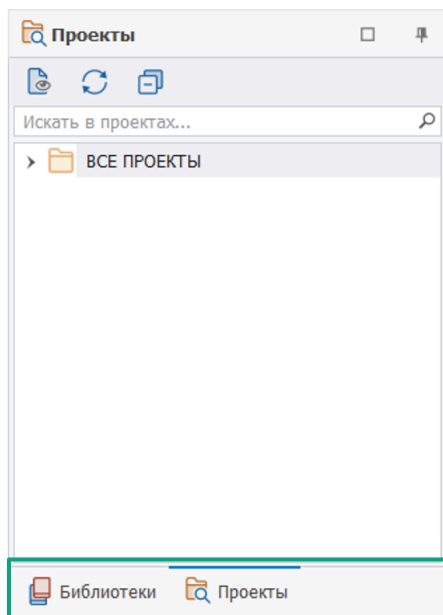 Проекты
Искать в проектах...
ВСЕ ПРОЕКТЫ
Библиотеки Проекты